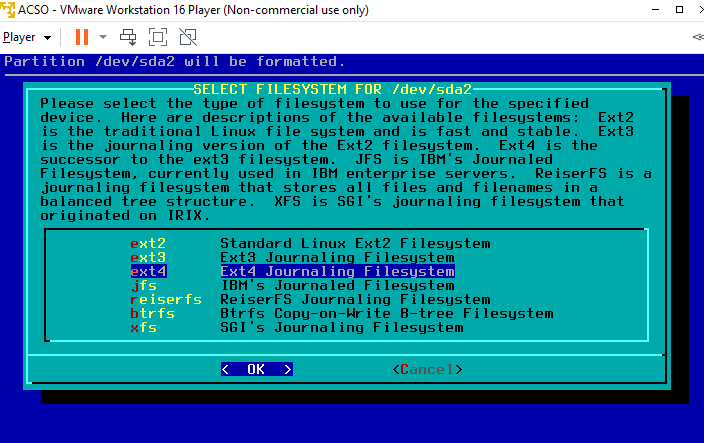 ACSO - VMware Workstation 16 Player (Non-commercial use only)
Player
Partition /dev/sda2 will be formatted.
SELECT FILESYSTEM FOR /dev/sda2
Please select the type of filesystem to use for the specified
device.  Here are descriptions of the available filesystems:  Ext2
is the traditional Linux file system and is fast and stable.  Ext3
is the journaling version of the Ext2 filesystem.  Ext4 is the
successor to the ext3 filesystem.  JFS is IBM's Journaled
Filesystem, currently used in IBM enterprise servers.  ReiserFS is a
journaling filesystem that stores all files and filenames in a
balanced tree structure.  XFS is SGI's journaling filesystem that
originated on IRIX.
ext2 Standard Linux Ext2 Filesystem
ext3 Ext3 Journaling Filesystem
ext4 Ext4 Journaling Filesystem
jfs IBM's Journaled Filesystem
reiserfs ReiserFS Journaling Filesystem
btrfs Btrfs Copy-on-Write B-tree Filesystem
xfs SGI's Journaling Filesystem
<  OK  > <Cancel>